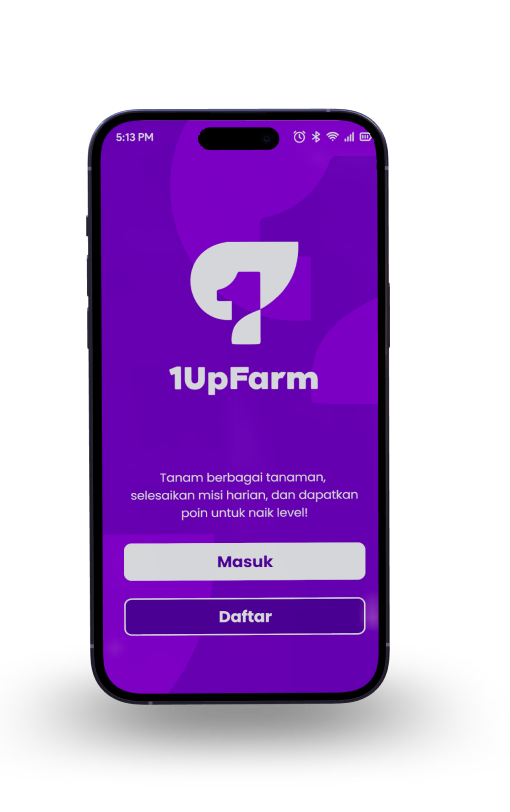 5:13 PM
1UpFarm
Tanam berbagai tanaman,
selesaikan misi harian, dan dapatkan
poin untuk naik level!
Masuk
Daftar